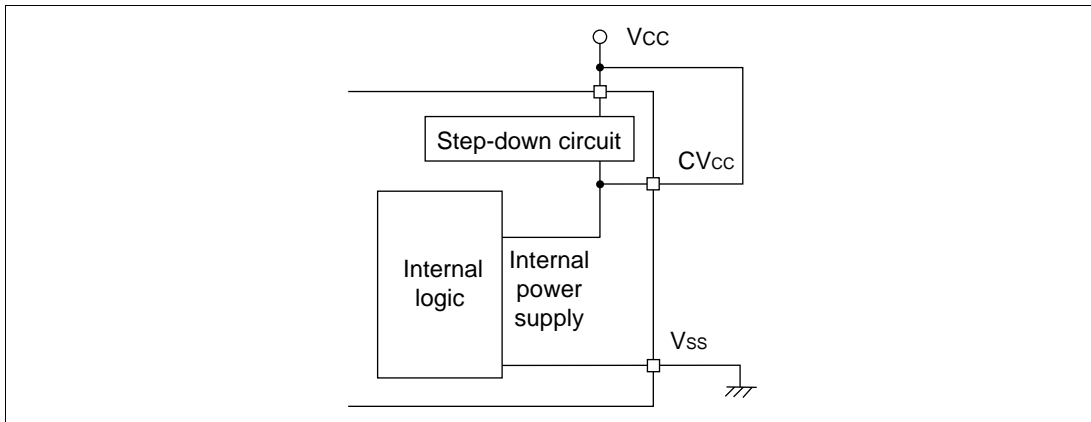 Vcc
Step-down circuit
CVcc
Internal
logic
Internal
power
supply
Vss